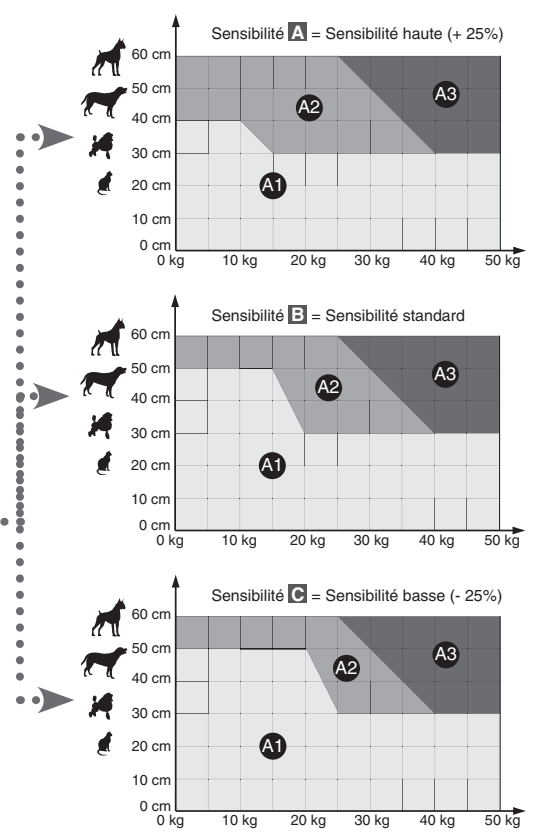 Sensibilité A = Sensibilité haute (+ 25%)
60 cm
50 cm
A3
A2
40 cm
30 cm
A1
20 cm
10 cm
0 cm
0 kg 10 kg 20 kg 30 kg 40 kg 50 kg
Sensibilité B = Sensibilité standard
60 cm
50 cm
A3
A2
40 cm
30 cm
A1
20 cm
10 cm
0 cm
0 kg 10 kg 20 kg 30 kg 40 kg 50 kg
Sensibilité C = Sensibilité basse (- 25%)
60 cm
50 cm
A3
A2
40 cm
30 cm
A1
20 cm
10 cm
0 cm
0 kg 10 kg 20 kg 30 kg 40 kg 50 kg